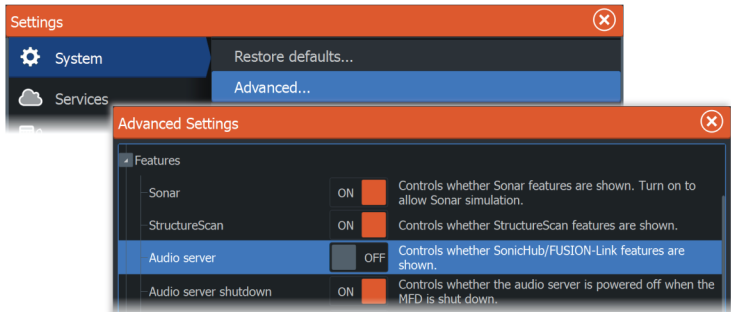 Settings
System
Restore defaults...
Advanced...
Services
Advanced Settings
Features
Sonar
ON
Controls whether Sonar features are shown. Turn on to
allow Sonar simulation.
StructureScan
ON
Controls whether StructureScan features are shown.
Audio server
OFF
Controls whether SonicHub/FUSION-Link features are
shown.
Audio server shutdown
ON
Controls whether the audio server is powered off when the
MFD is shut down.